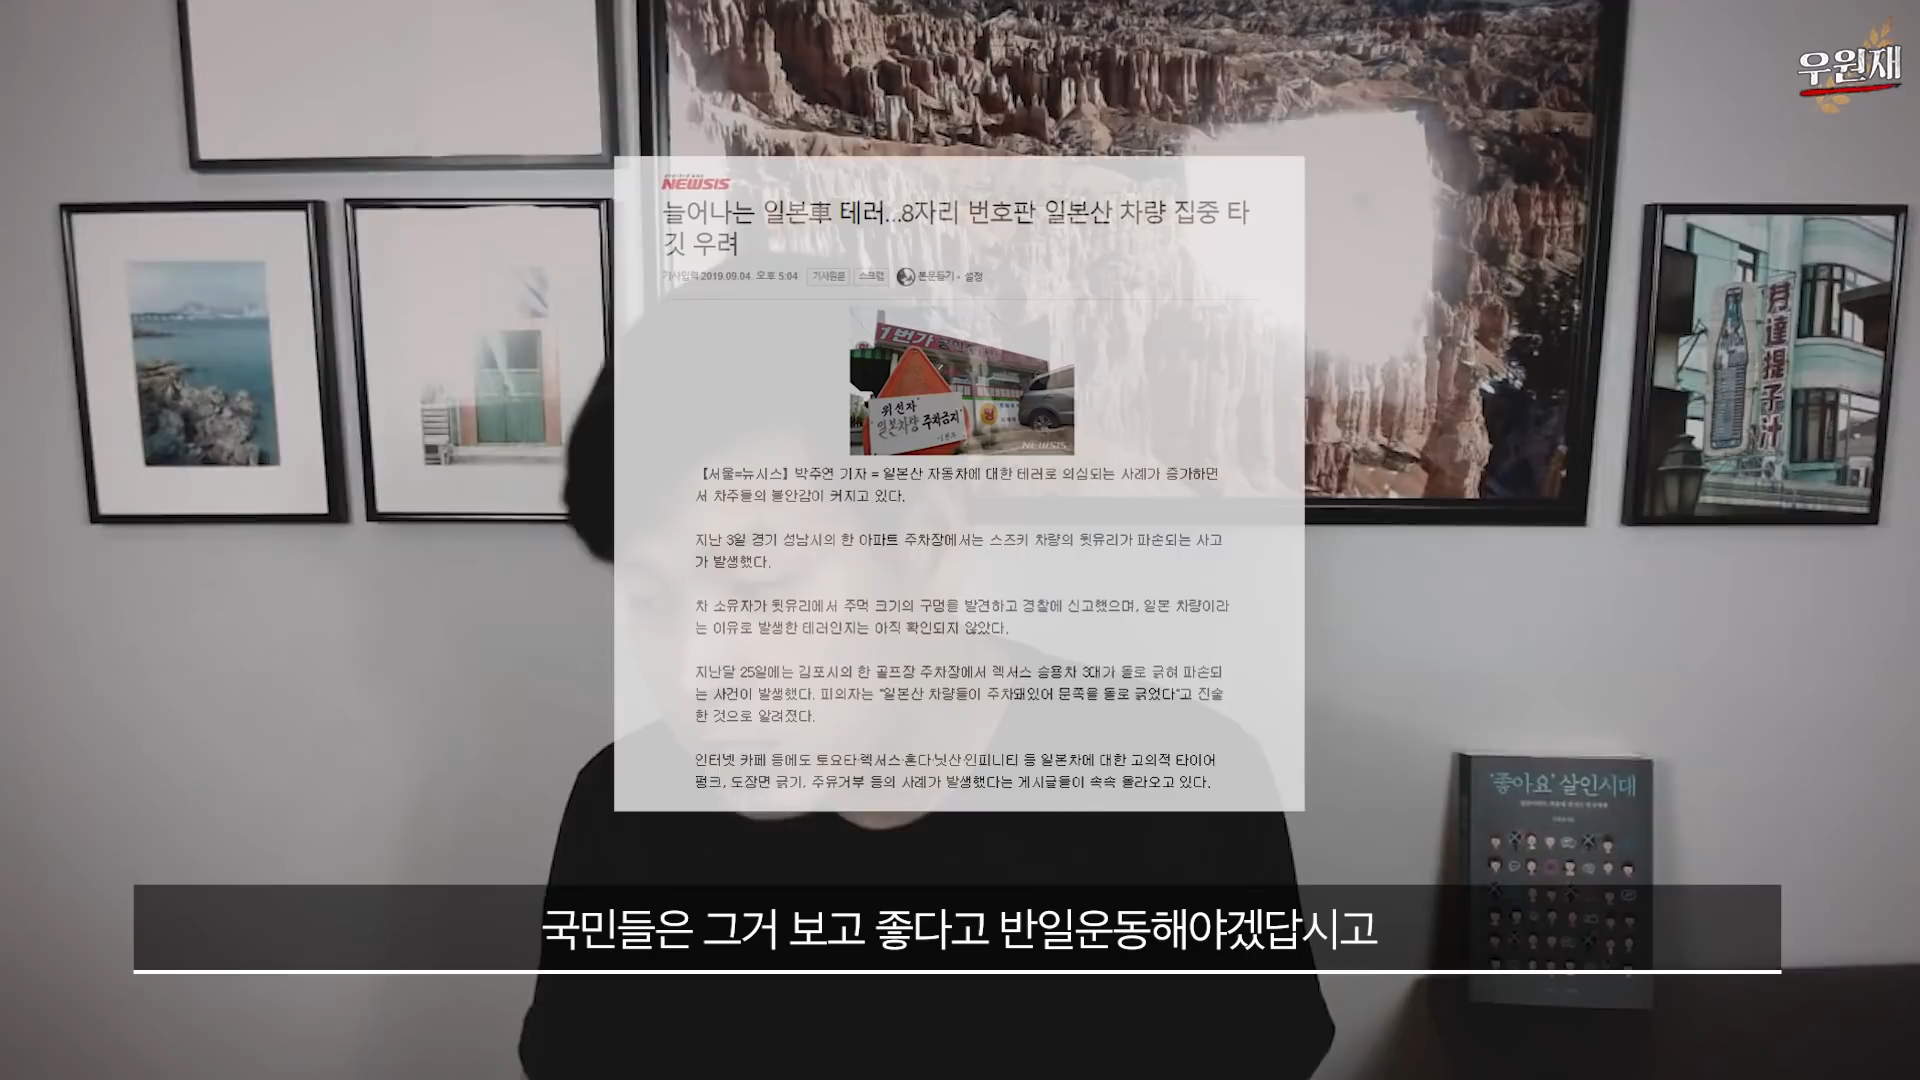 우원재
NEWSIS
늘어나는 일본車 테러...8자리 번호판 일본산 차량 집중 타
깃 우려
기사입력 2019.09.04. 오후 5:04 기사원문 스크랩 본문듣기 · 설정
1번가
위선자
일본차량 주차금지
NEWSIS
【서울=뉴시스】 박주연 기자 = 일본산 자동차에 대한 테러로 의심되는 사례가 증가하면
서 차주들의 불안감이 커지고 있다.
지난 3일 경기 성남시의 한 아파트 주차장에서는 스즈키 차량의 뒷유리가 파손되는 사고
가 발생했다.
차 소유자가 뒷유리에서 주먹 크기의 구멍을 발견하고 경찰에 신고했으며, 일본 차량이라
는 이유로 발생한 테러인지는 아직 확인되지 않았다.
지난달 25일에는 김포시의 한 골프장 주차장에서 렉서스 승용차 3대가 돌로 긁혀 파손되
는 사건이 발생했다. 피의자는 "일본산 차량들이 주차돼있어 문쪽을 돌로 긁었다"고 진술
한 것으로 알려졌다.
인터넷 카페 등에도 토요타·렉서스·혼다·닛산·인피니티 등 일본차에 대한 고의적 타이어
펑크, 도장면 긁기, 주유거부 등의 사례가 발생했다는 게시글들이 속속 올라오고 있다.
'좋아요' 살인시대
국민들은 그거 보고 좋다고 반일운동해야겠답시고